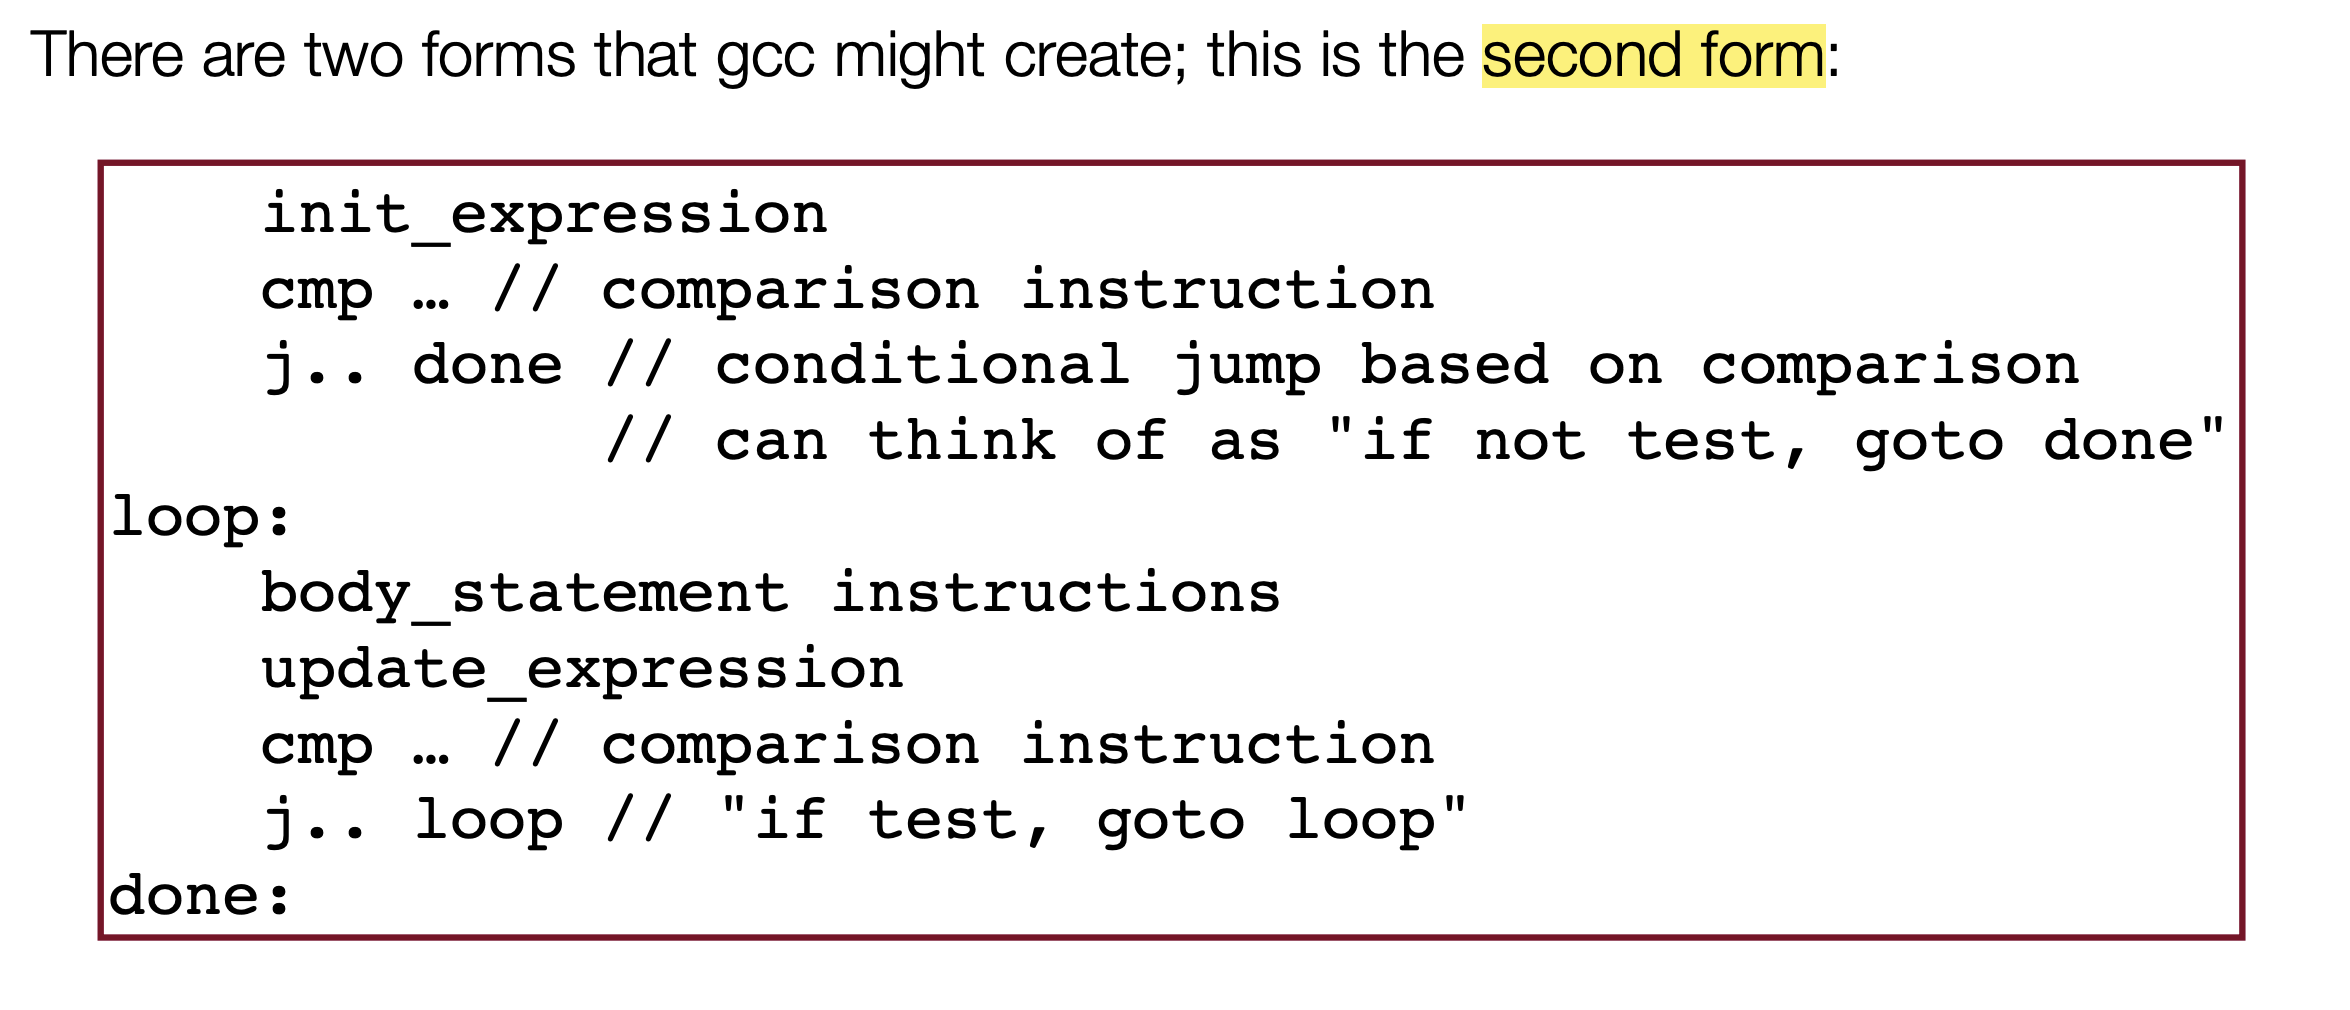 There are two forms that gcc might create; this is the second form:
init_expression
cmp … // comparison instruction
j.. done // conditional jump based on comparison
// can think of as "if not test, goto done"
loop:
body_statement instructions
update_expression
cmp … // comparison instruction
j.. loop // "if test, goto loop"
done: